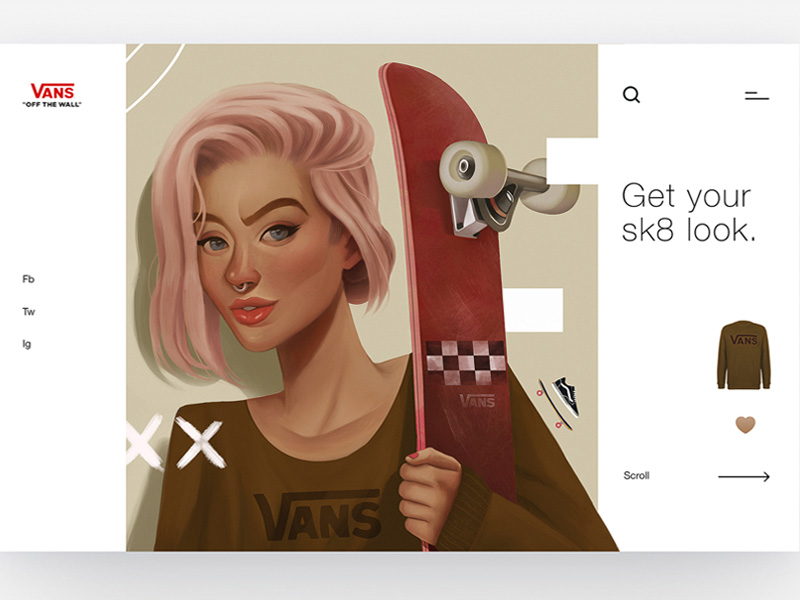 VANS
"OFF THE WALL"
Fb
Tw
Ig
VANS
VANS
Get your
sk8 look.
VANS
Scroll